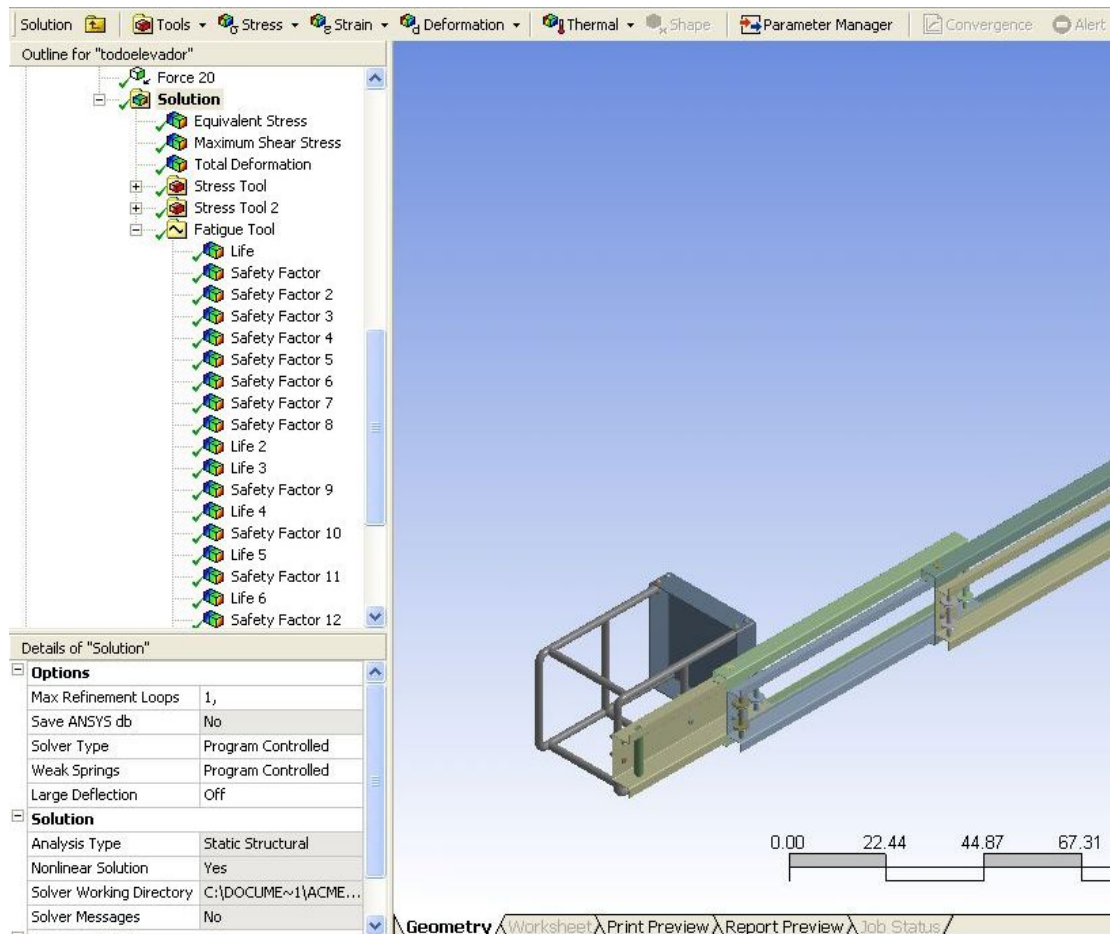 Solution Tools Stress Strain Deformation Thermal Shape Parameter Manager Convergence Alert
Outline for "todoelevador"
Force 20
Solution
Equivalent Stress
Maximum Shear Stress
Total Deformation
Stress Tool
Stress Tool 2
Fatigue Tool
Life
Safety Factor
Safety Factor 2
Safety Factor 3
Safety Factor 4
Safety Factor 5
Safety Factor 6
Safety Factor 7
Safety Factor 8
Life 2
Life 3
Safety Factor 9
Life 4
Safety Factor 10
Life 5
Safety Factor 11
Life 6
Safety Factor 12
Details of "Solution"
Options
Max Refinement Loops 1,
Save ANSYS db No
Solver Type Program Controlled
Weak Springs Program Controlled
Large Deflection Off
Solution
Analysis Type Static Structural
Nonlinear Solution Yes
Solver Working Directory C:\DOCUME~1\ACME...
Solver Messages No
0.00 22.44 44.87 67.31
Geometry Worksheet Print Preview Report Preview Job Status